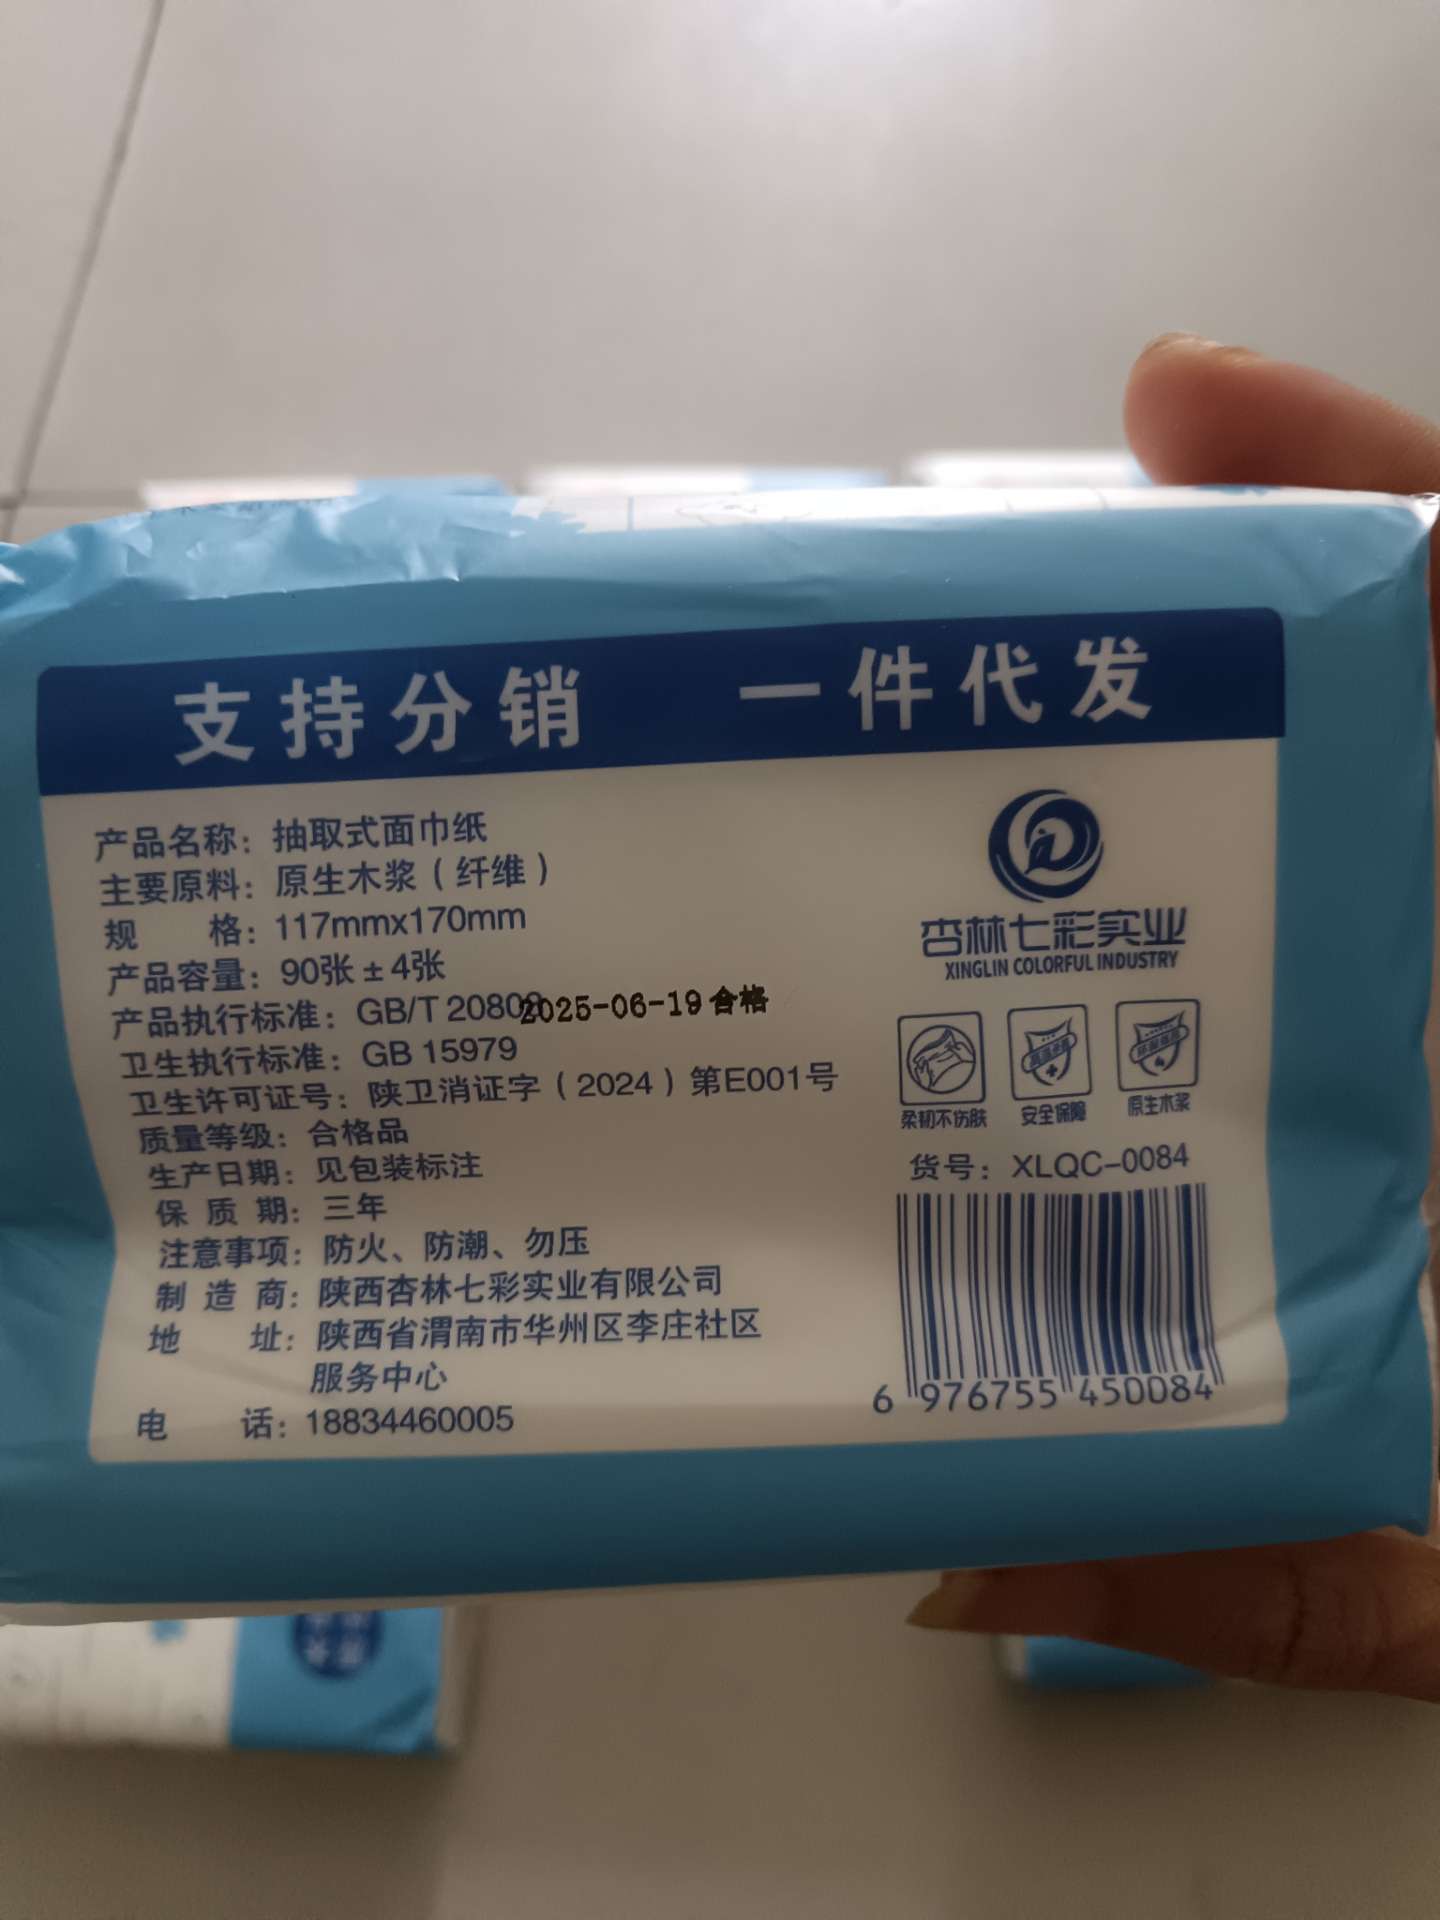 支持分销 一件代发
产品名称：抽取式面巾纸
主要原料：原生木浆（纤维）
规 格：117mmx170mm
产品容量：90张±4张
产品执行标准：GB/T 20808
2025-06-19 合格
卫生执行标准：GB 15979
卫生许可证号：陕卫消证字（2024）第E001号
质量等级：合格品
生产日期：见包装标注
保 质 期：三年
注意事项：防火、防潮、勿压
制 造 商：陕西杏林七彩实业有限公司
地 址：陕西省渭南市华州区李庄社区
服务中心
电 话：18834460005
杏林七彩实业
XINGLIN COLORFUL INDUSTRY
柔韧不伤肤
安全保障
原生木浆
货号：XLQC-0084
6 976755 450084